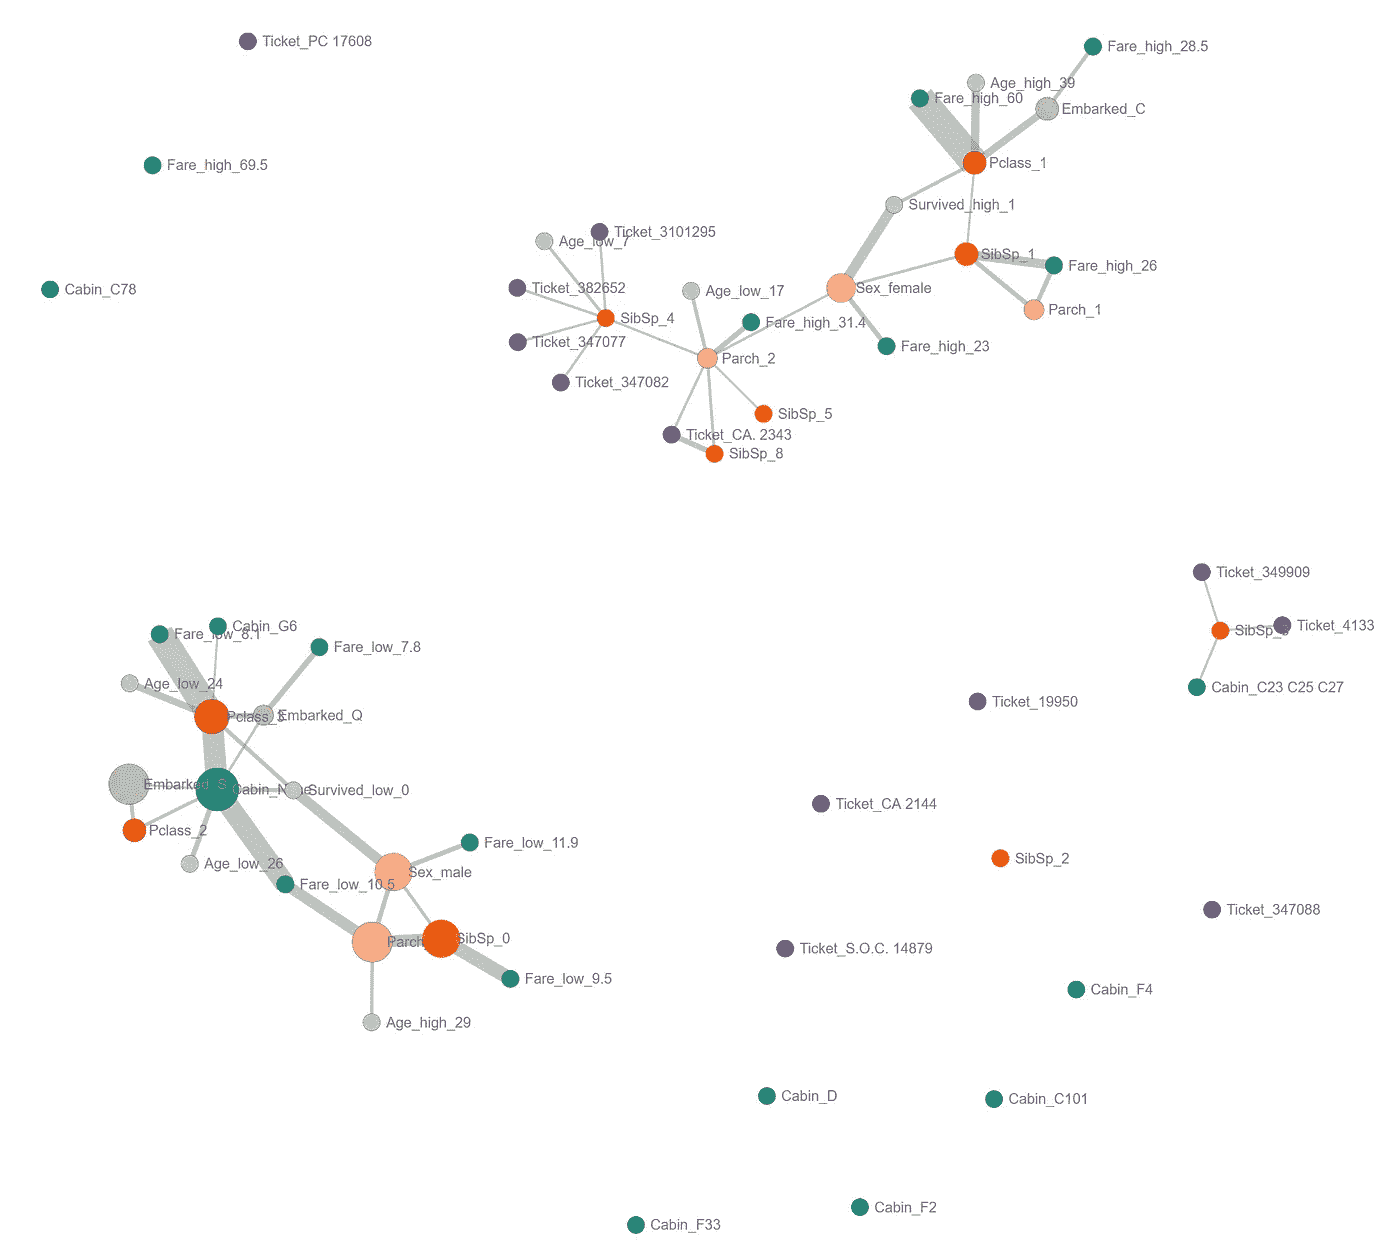 Ticket_PC 17608
Fare_high_28.5
Age_high_39
Fare_high_60
Embarked_C
Pclass_1
Fare_high_69.5
Survived_high_1
Ticket_3101295
Age_low_7
SibSp_1
Fare_high_26
Cabin_C78
Ticket_382652
Age_low_17
Sex_female
Parch_1
SibSp_4
Fare_high_31.4
Ticket_347077
Fare_high_23
Parch_2
Ticket_347082
SibSp_5
Ticket_CA. 2343
SibSp_8
Ticket_349909
Cabin_G6
Ticket_4133
Fare_low_8.1
SibSp_
Fare_low_7.8
Age_low_24
Cabin_C23 C25 C27
Ticket_19950
Pclass_3
Embarked_Q
Embarked_S
Cabin_N
Survived_low_0
Ticket_CA 2144
Pclass_2
Fare_low_11.9
SibSp_2
Age_low_26
Sex_male
Fare_low_10.5
Ticket_347088
Parch
SibSp_0
Ticket_S.O.C. 14879
Fare_low_9.5
Cabin_F4
Age_high_29
Cabin_D
Cabin_C101
Cabin_F2
Cabin_F33